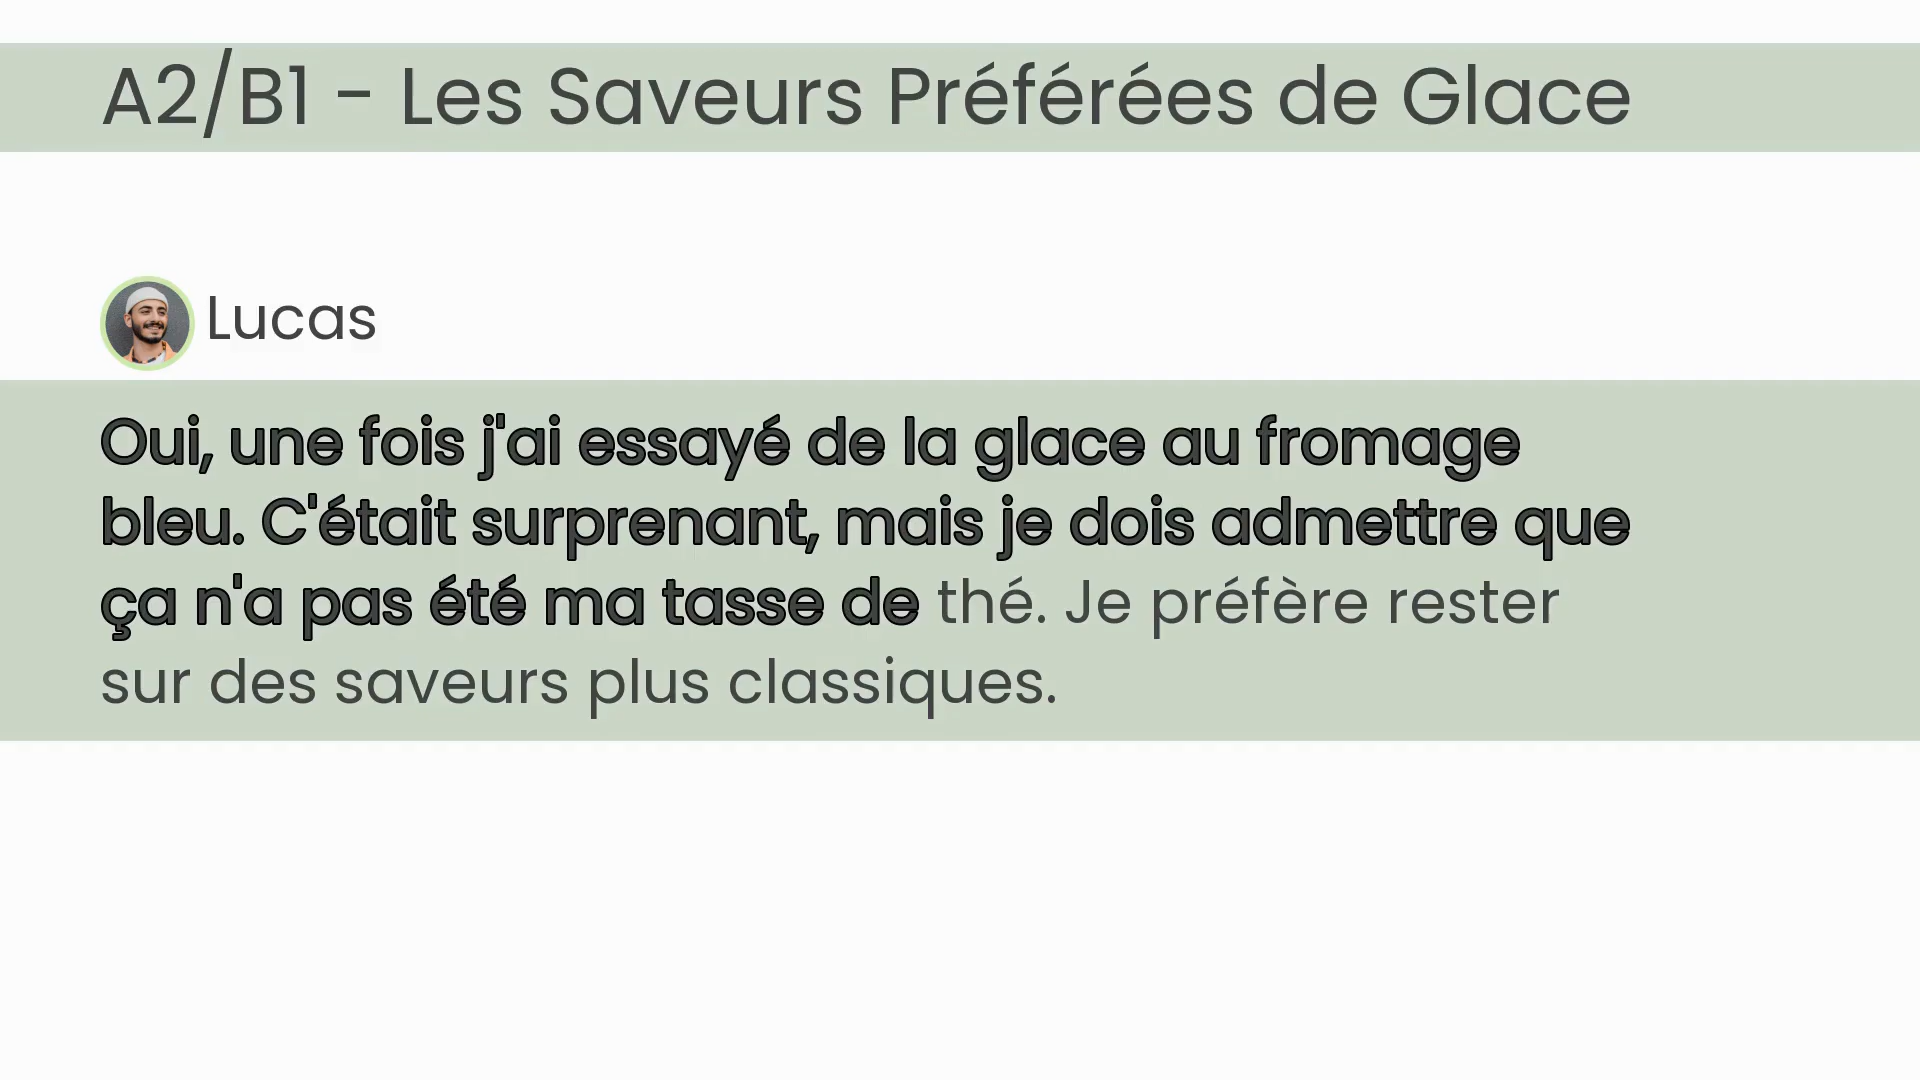 A2/B1 - Les Saveurs Préférées de Glace
Lucas
Oui, une fois j'ai essayé de la glace au fromage
bleu. C'était surprenant, mais je dois admettre que
ça n'a pas été ma tasse de thé. Je préfère rester
sur des saveurs plus classiques.